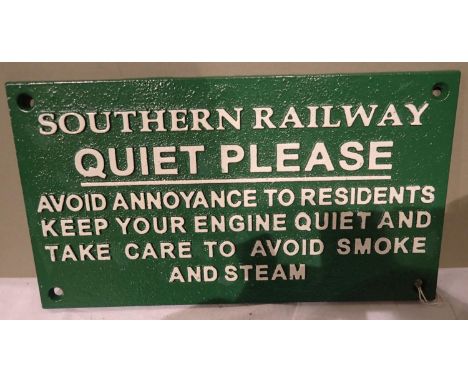 SOUTHERN RAILWAY
QUIET PLEASE
AVOID ANNOYANCE TO RESIDENTS
KEEP YOUR ENGINE QUIET AND
TAKE CARE TO AVOID SMOKE
AND STEAM